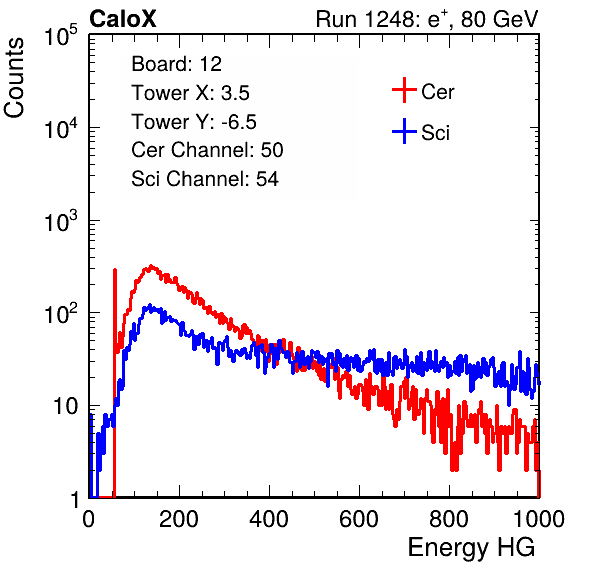 CaloX Run 1248: e⁺, 80 GeV
Counts
10⁵
10⁴
10³
10²
10
1
Board: 12
Tower X: 3.5
Tower Y: -6.5
Cer Channel: 50
Sci Channel: 54
Cer
Sci
0 200 400 600 800 1000
Energy HG